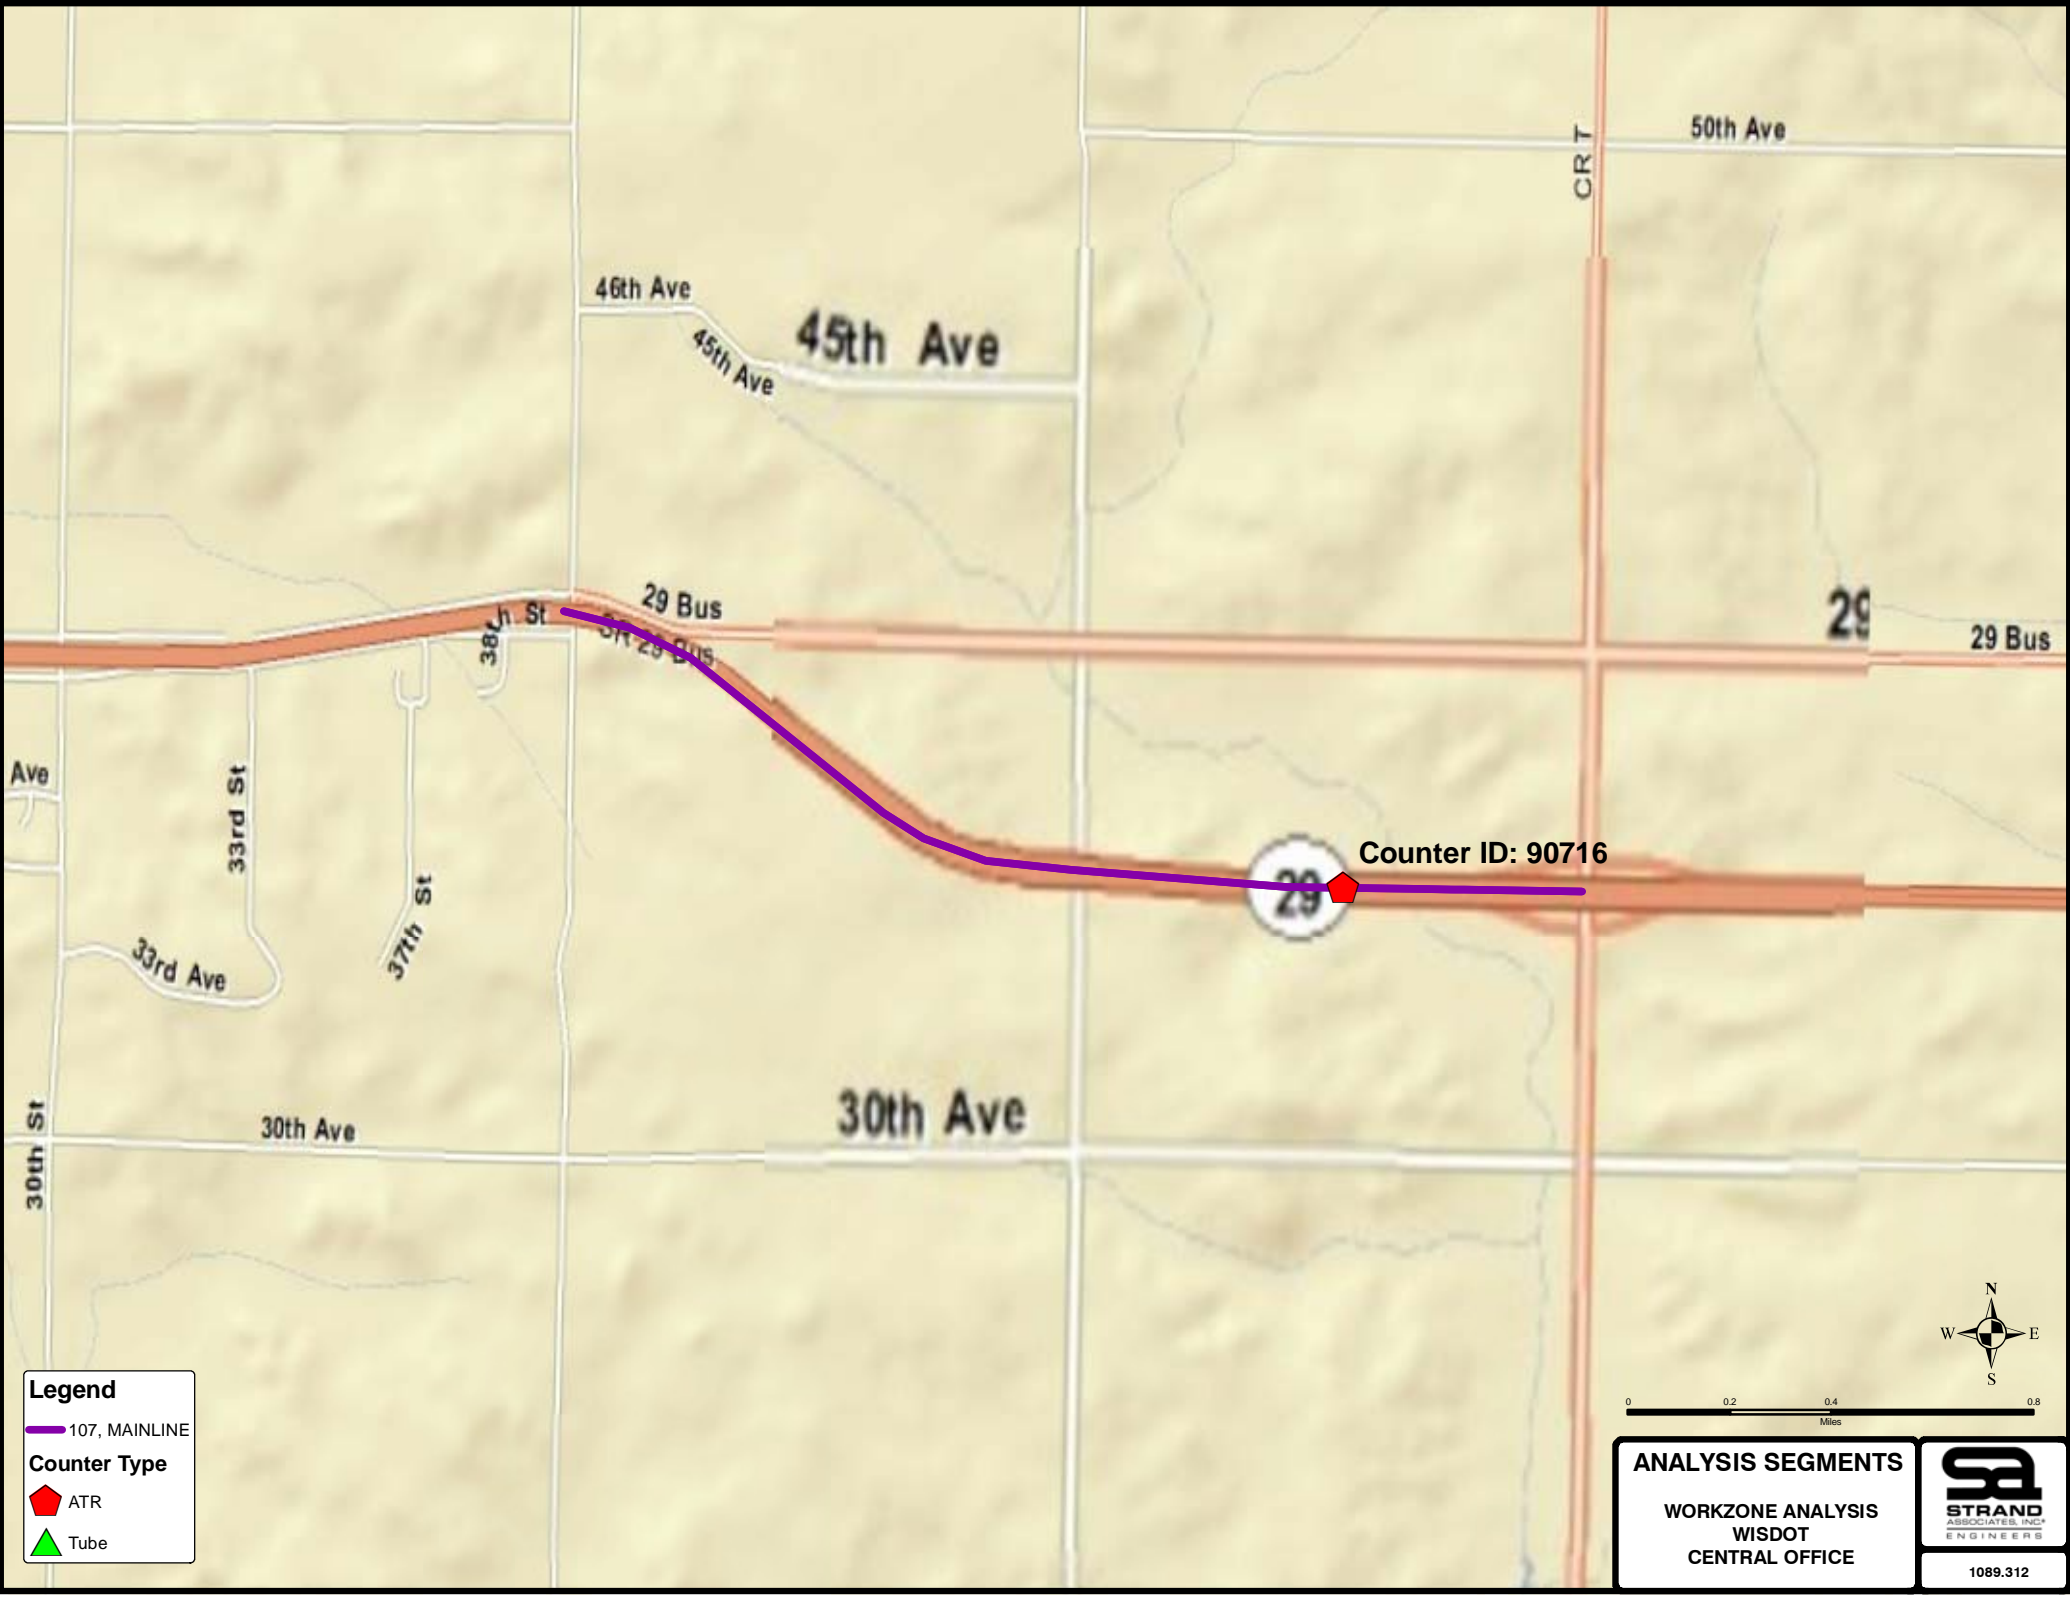 50th Ave
CR T
46th Ave
45th Ave
45th Ave
29 Bus
38th St
SR-29 Bus
29
29 Bus
Ave
33rd St
37th St
33rd Ave
Counter ID: 90716
29
30th Ave
30th Ave
30th St
N
W E
S
0 0.2 0.4 0.8
Miles
Legend
107, MAINLINE
Counter Type
ATR
Tube
ANALYSIS SEGMENTS
WORKZONE ANALYSIS
WISDOT
CENTRAL OFFICE
sa
STRAND
ASSOCIATES, INC.®
ENGINEERS
1089.312